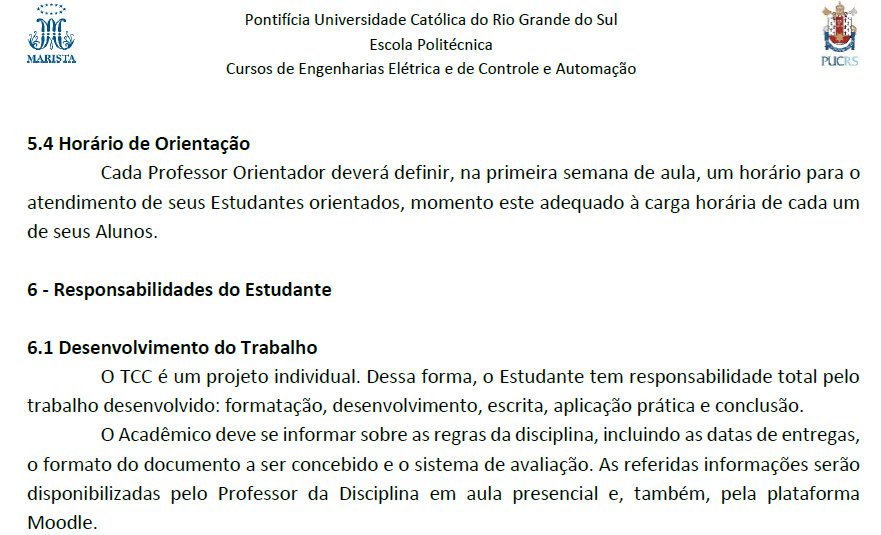 Pontifícia Universidade Católica do Rio Grande do Sul
Escola Politécnica
Cursos de Engenharias Elétrica e de Controle e Automação
MARISTA
PUCRS
5.4 Horário de Orientação
Cada Professor Orientador deverá definir, na primeira semana de aula, um horário para o
atendimento de seus Estudantes orientados, momento este adequado à carga horária de cada um
de seus Alunos.
6 - Responsabilidades do Estudante
6.1 Desenvolvimento do Trabalho
O TCC é um projeto individual. Dessa forma, o Estudante tem responsabilidade total pelo
trabalho desenvolvido: formatação, desenvolvimento, escrita, aplicação prática e conclusão.
O Acadêmico deve se informar sobre as regras da disciplina, incluindo as datas de entregas,
o formato do documento a ser concebido e o sistema de avaliação. As referidas informações serão
disponibilizadas pelo Professor da Disciplina em aula presencial e, também, pela plataforma
Moodle.